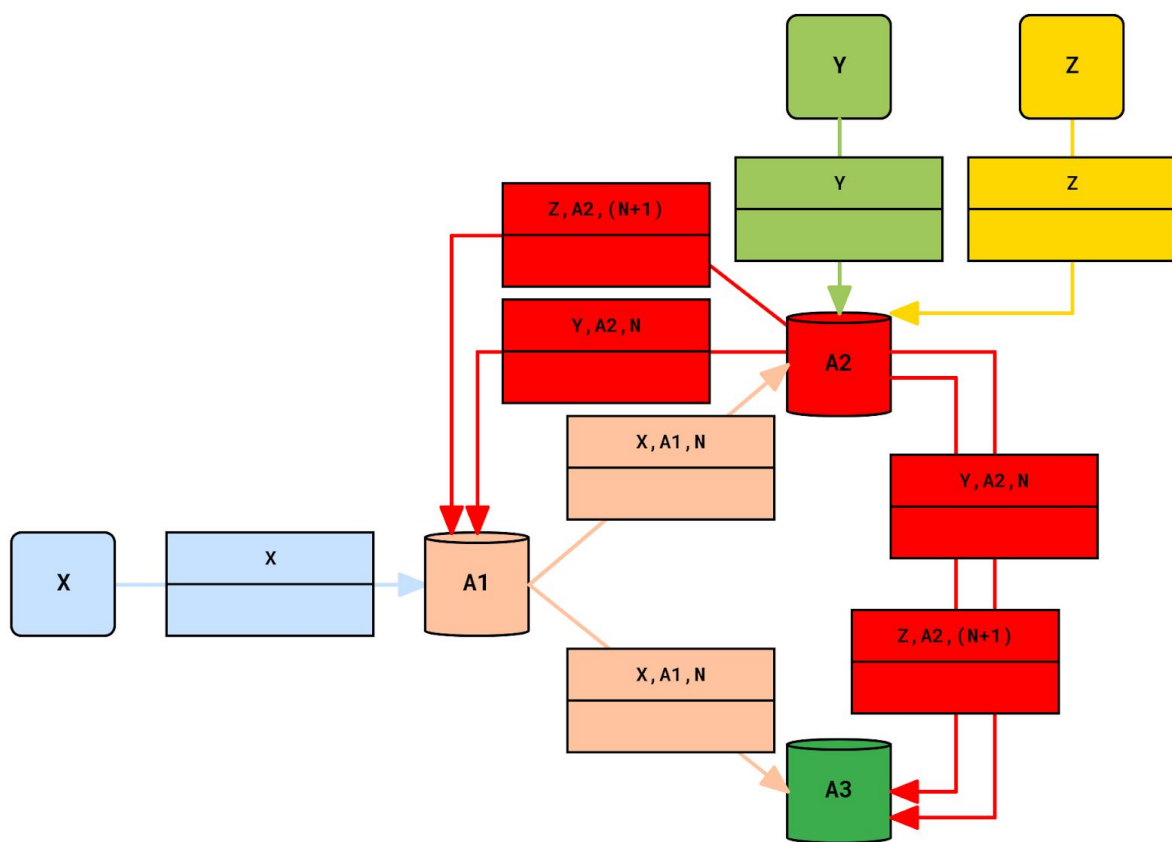 Y
Z
Y
Z
Z,A2,(N+1)
Y,A2,N
A2
X,A1,N
Y,A2,N
X
X
A1
Z,A2,(N+1)
X,A1,N
A3